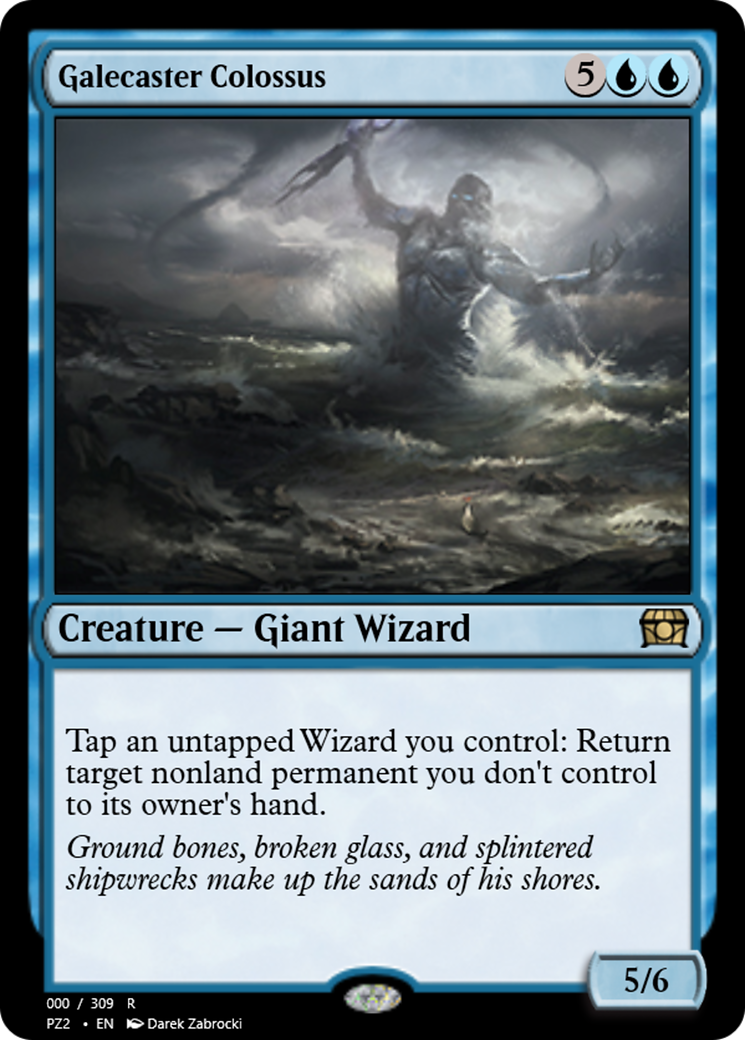 Galecaster Colossus 5
Creature — Giant Wizard
Tap an untapped Wizard you control: Return
target nonland permanent you don't control
to its owner's hand.
Ground bones, broken glass, and splintered
shipwrecks make up the sands of his shores.
5/6
000 / 309 R
PZ2 • EN Darek Zabrocki